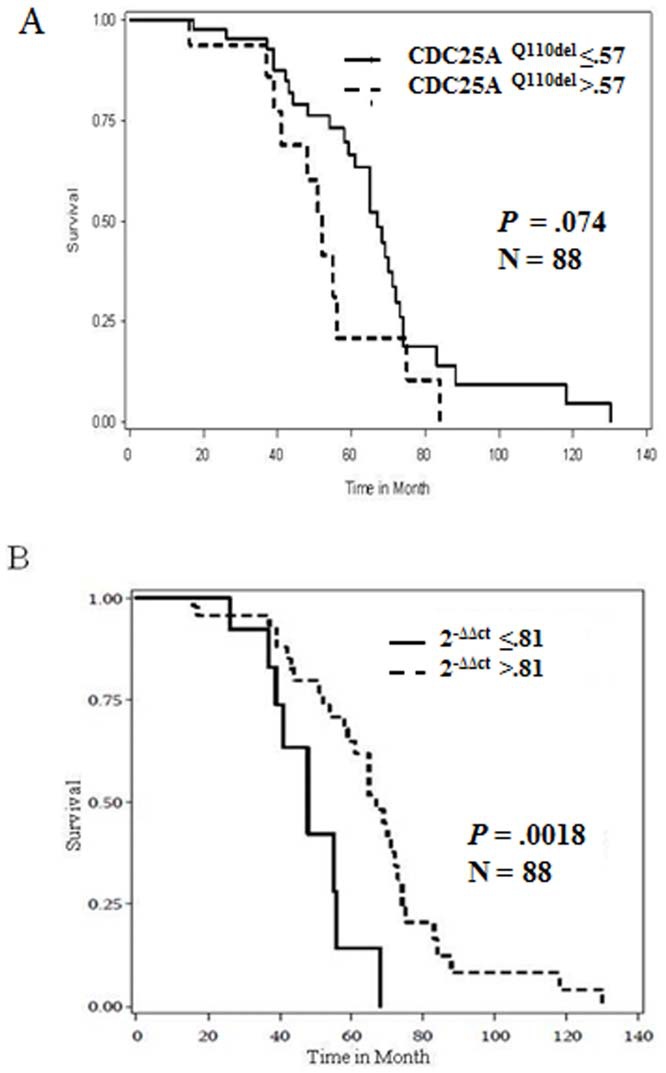 A
1.00
CDC25A Q110del ≤.57
CDC25A Q110del >.57
0.75
Survival
0.50
P = .074
N = 88
0.25
0.00
0 20 40 60 80 100 120 140
Time in Month
B
1.00
2-ΔΔct ≤.81
2-ΔΔct >.81
0.75
Survival
0.50
P = .0018
N = 88
0.25
0.00
0 20 40 60 80 100 120 140
Time in Month